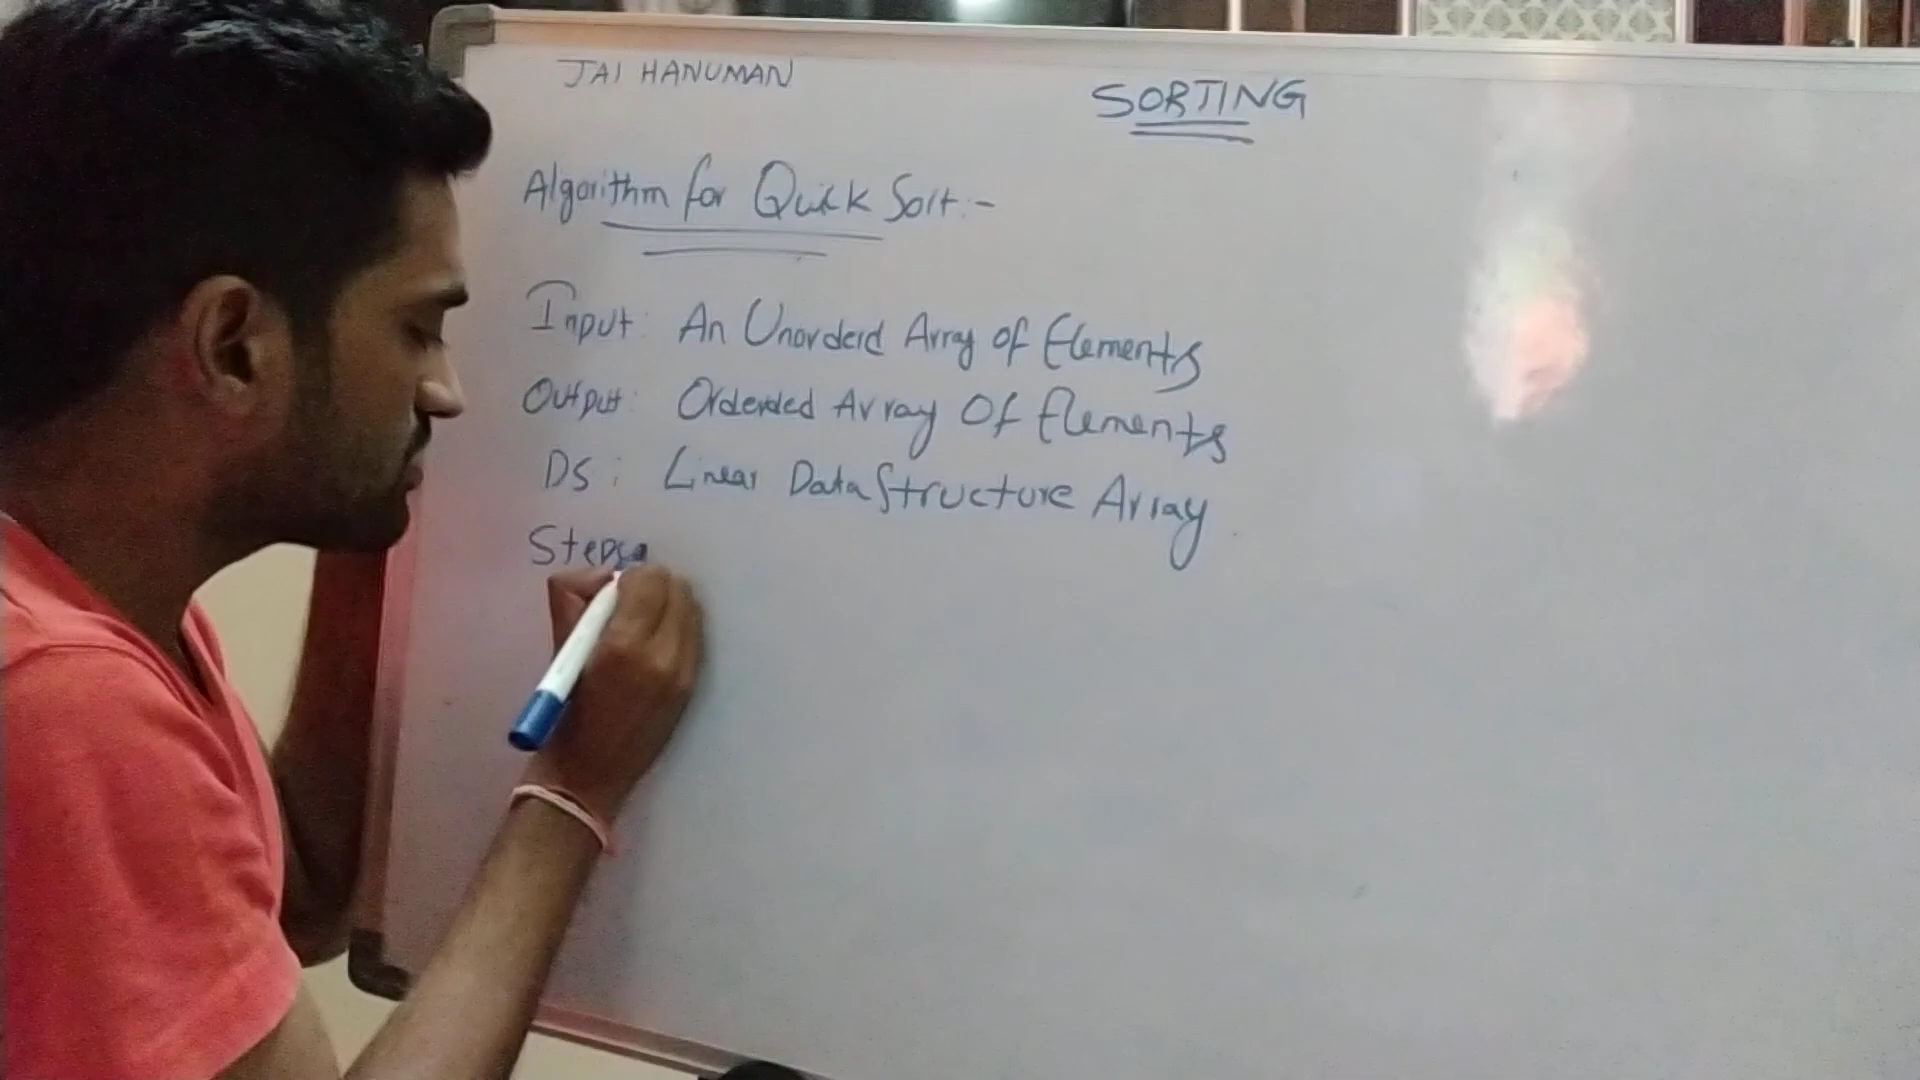 JAI HANUMAN
SORTING
Algorithm for Quick Sort:-
Input: An Unorderd Array of Elements
Output: Orderded Array Of Elements
DS: Linear Data Structure Array
Steps